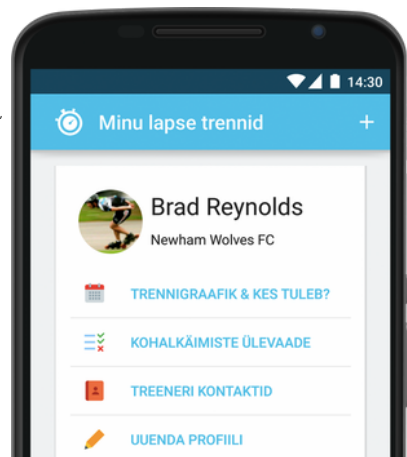 14:30
Minu lapse trennid +
Brad Reynolds
Newham Wolves FC
TRENNIGRAAFIK & KES TULEB?
KOHALKÄIMISTE ÜLEVAADE
TREENERI KONTAKTID
UUENDA PROFIILI